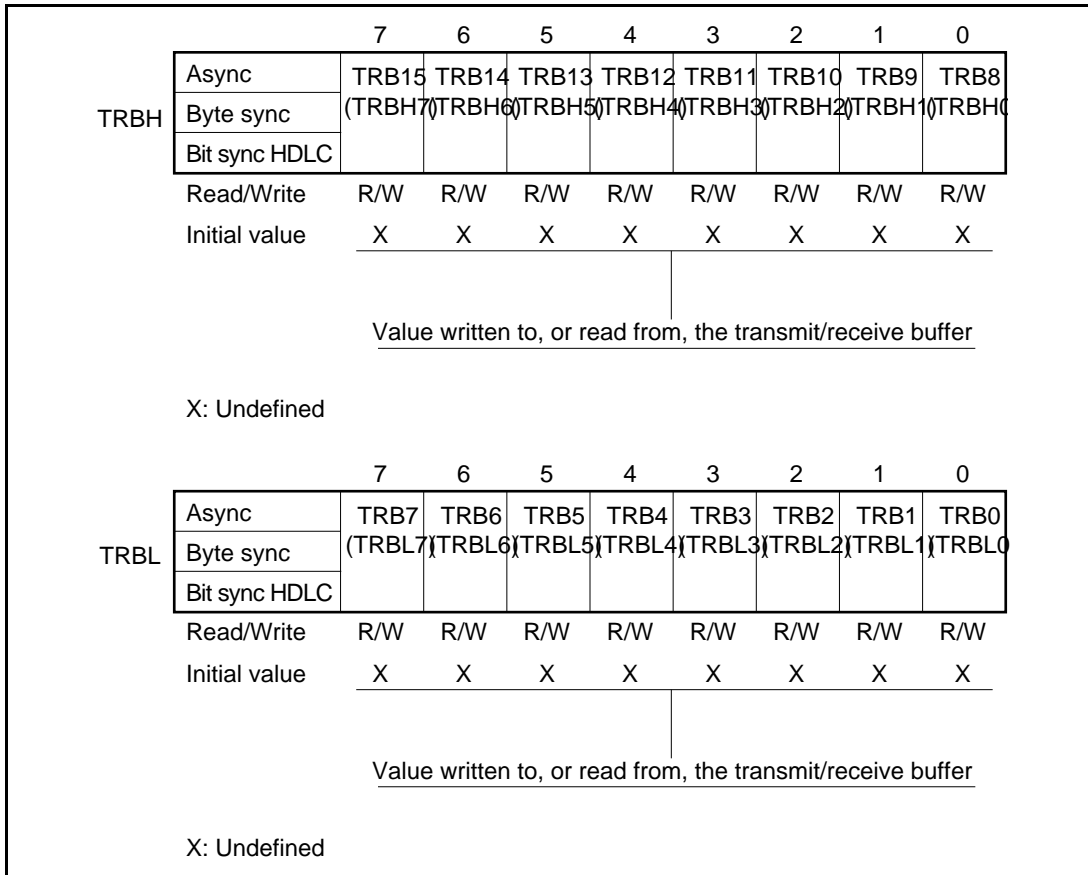 7 6 5 4 3 2 1 0
Async TRB15 TRB14 TRB13 TRB12 TRB11 TRB10 TRB9 TRB8
TRBH Byte sync (TRBH7) (TRBH6) (TRBH5) (TRBH4) (TRBH3) (TRBH2) (TRBH1) (TRBH0
Bit sync HDLC
Read/Write R/W R/W R/W R/W R/W R/W R/W R/W
Initial value X X X X X X X X
Value written to, or read from, the transmit/receive buffer
X: Undefined
7 6 5 4 3 2 1 0
Async TRB7 TRB6 TRB5 TRB4 TRB3 TRB2 TRB1 TRB0
TRBL Byte sync (TRBL7) (TRBL6) (TRBL5) (TRBL4) (TRBL3) (TRBL2) (TRBL1) (TRBL0
Bit sync HDLC
Read/Write R/W R/W R/W R/W R/W R/W R/W R/W
Initial value X X X X X X X X
Value written to, or read from, the transmit/receive buffer
X: Undefined